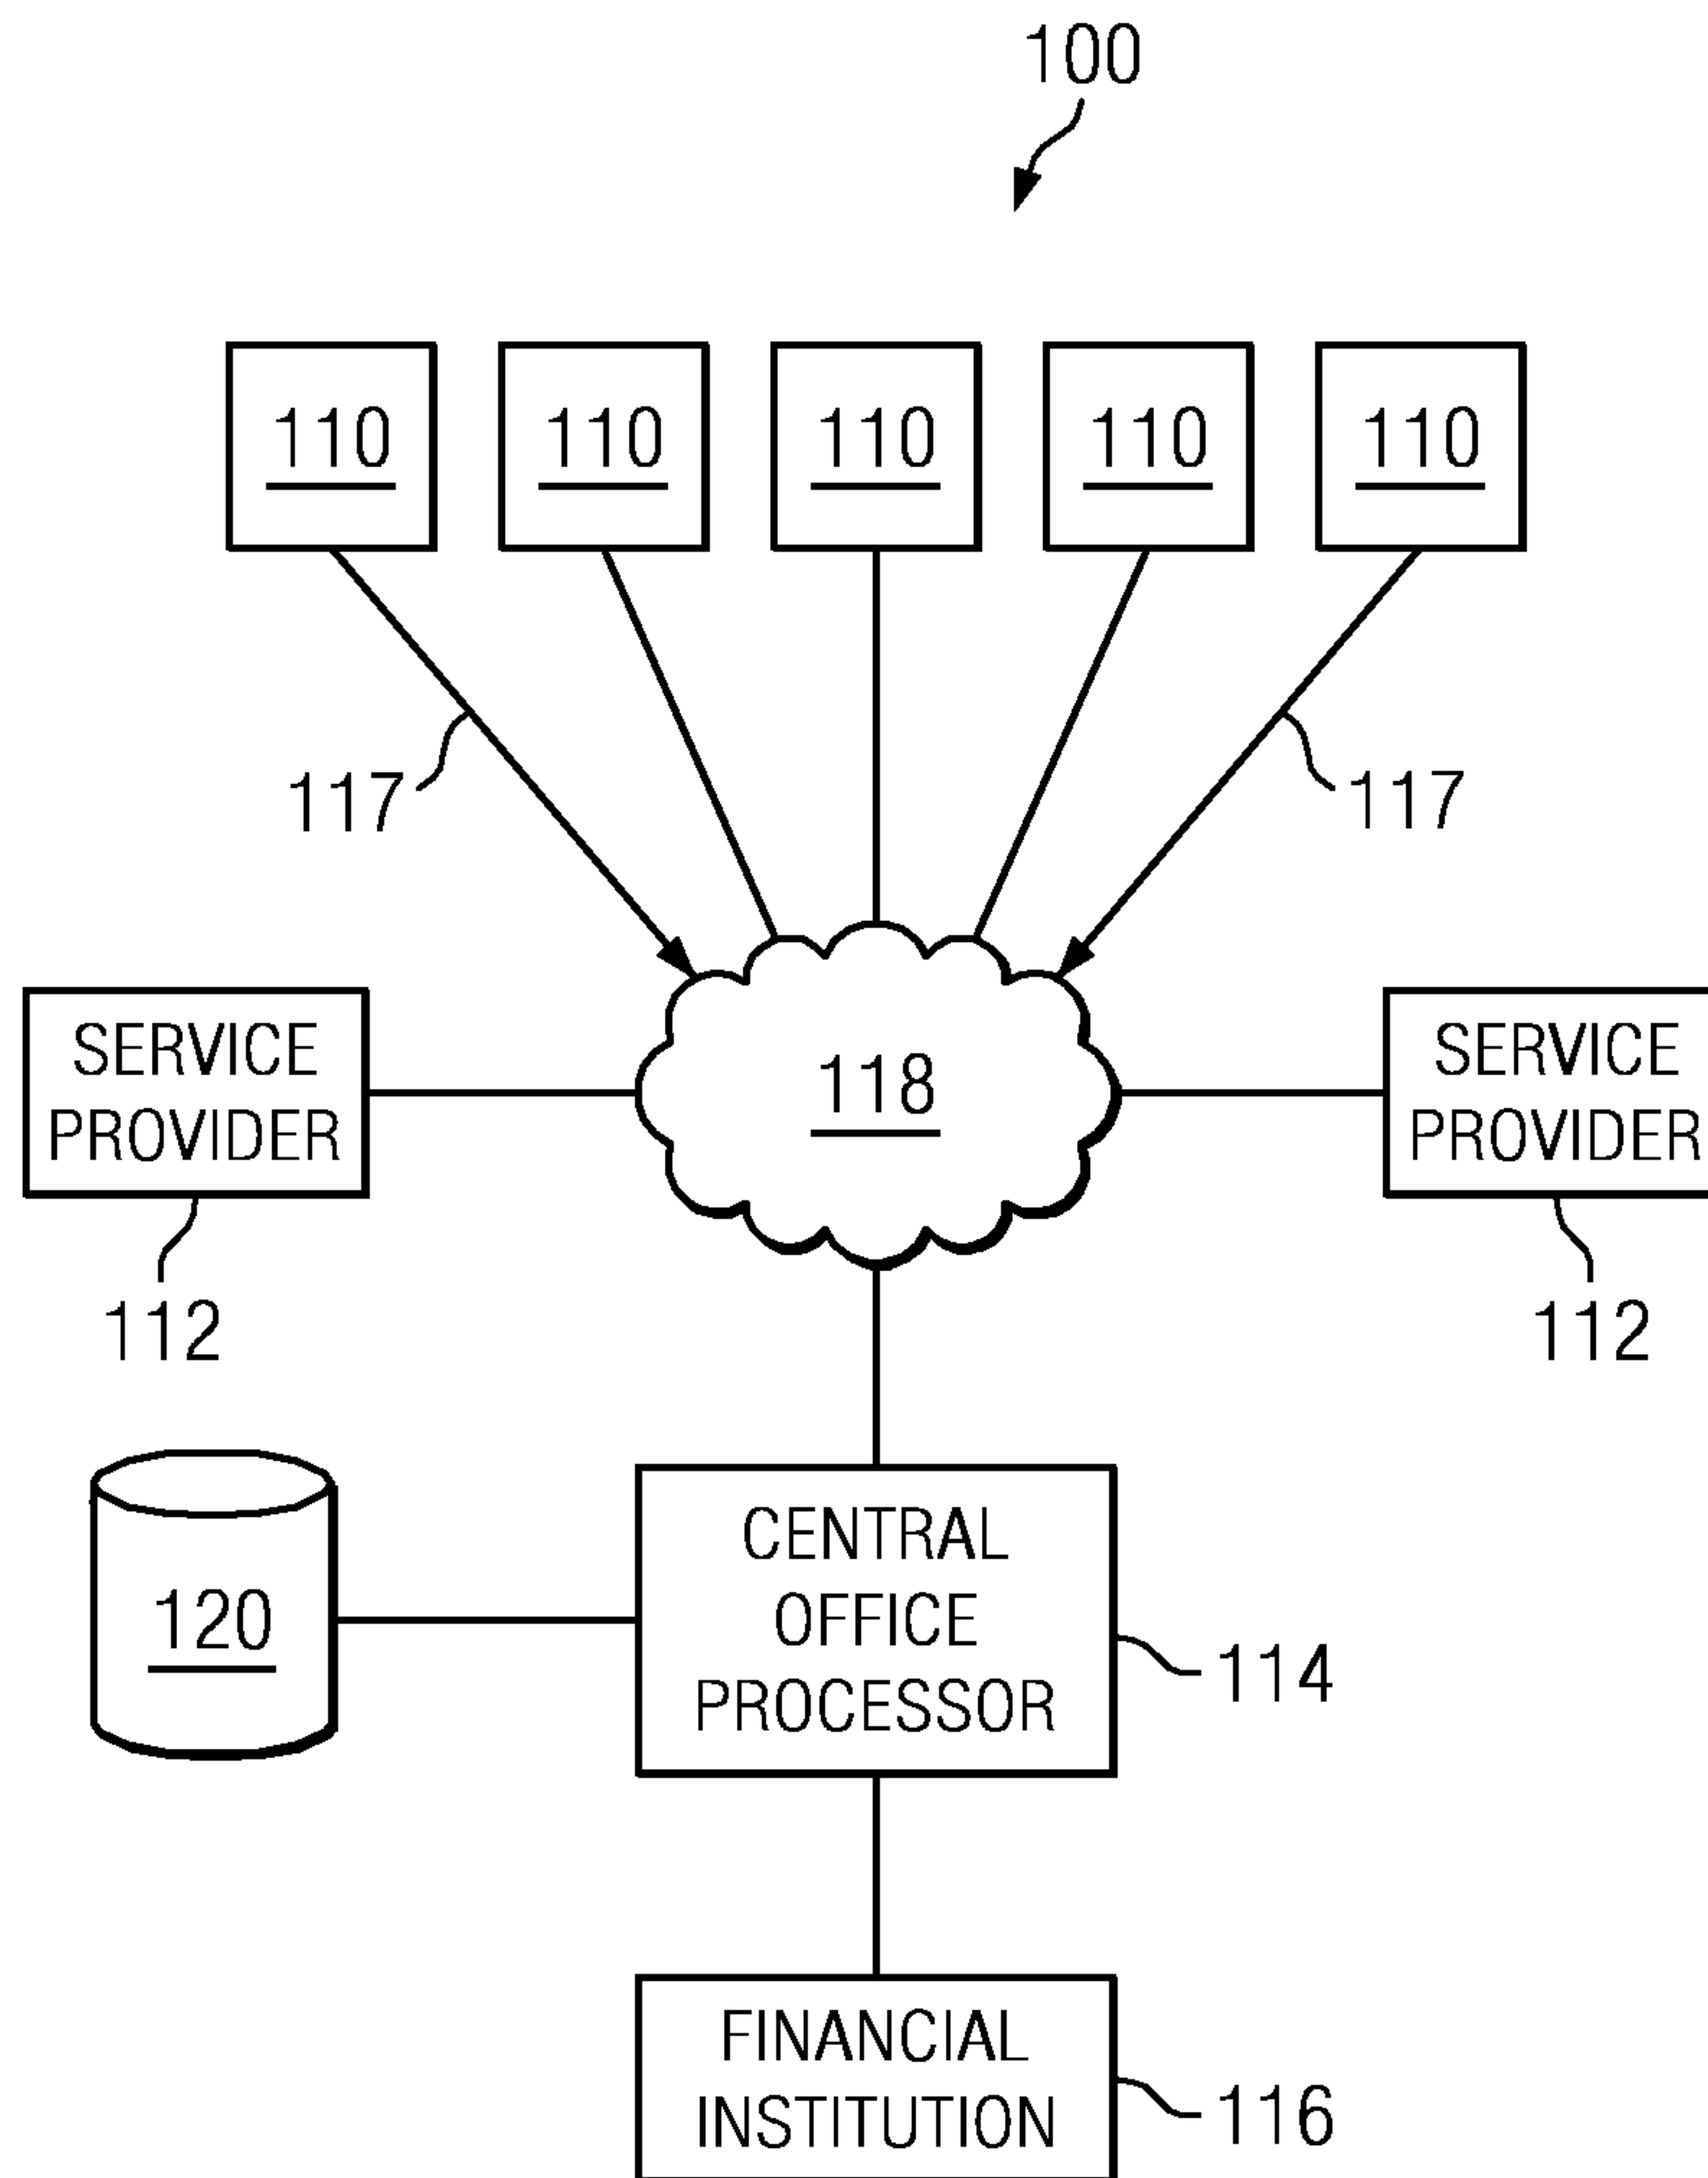 100
110 110 110 110 110
117 117
SERVICE
PROVIDER
118
SERVICE
PROVIDER
112 112
CENTRAL
OFFICE
PROCESSOR
120
114
FINANCIAL
INSTITUTION
116